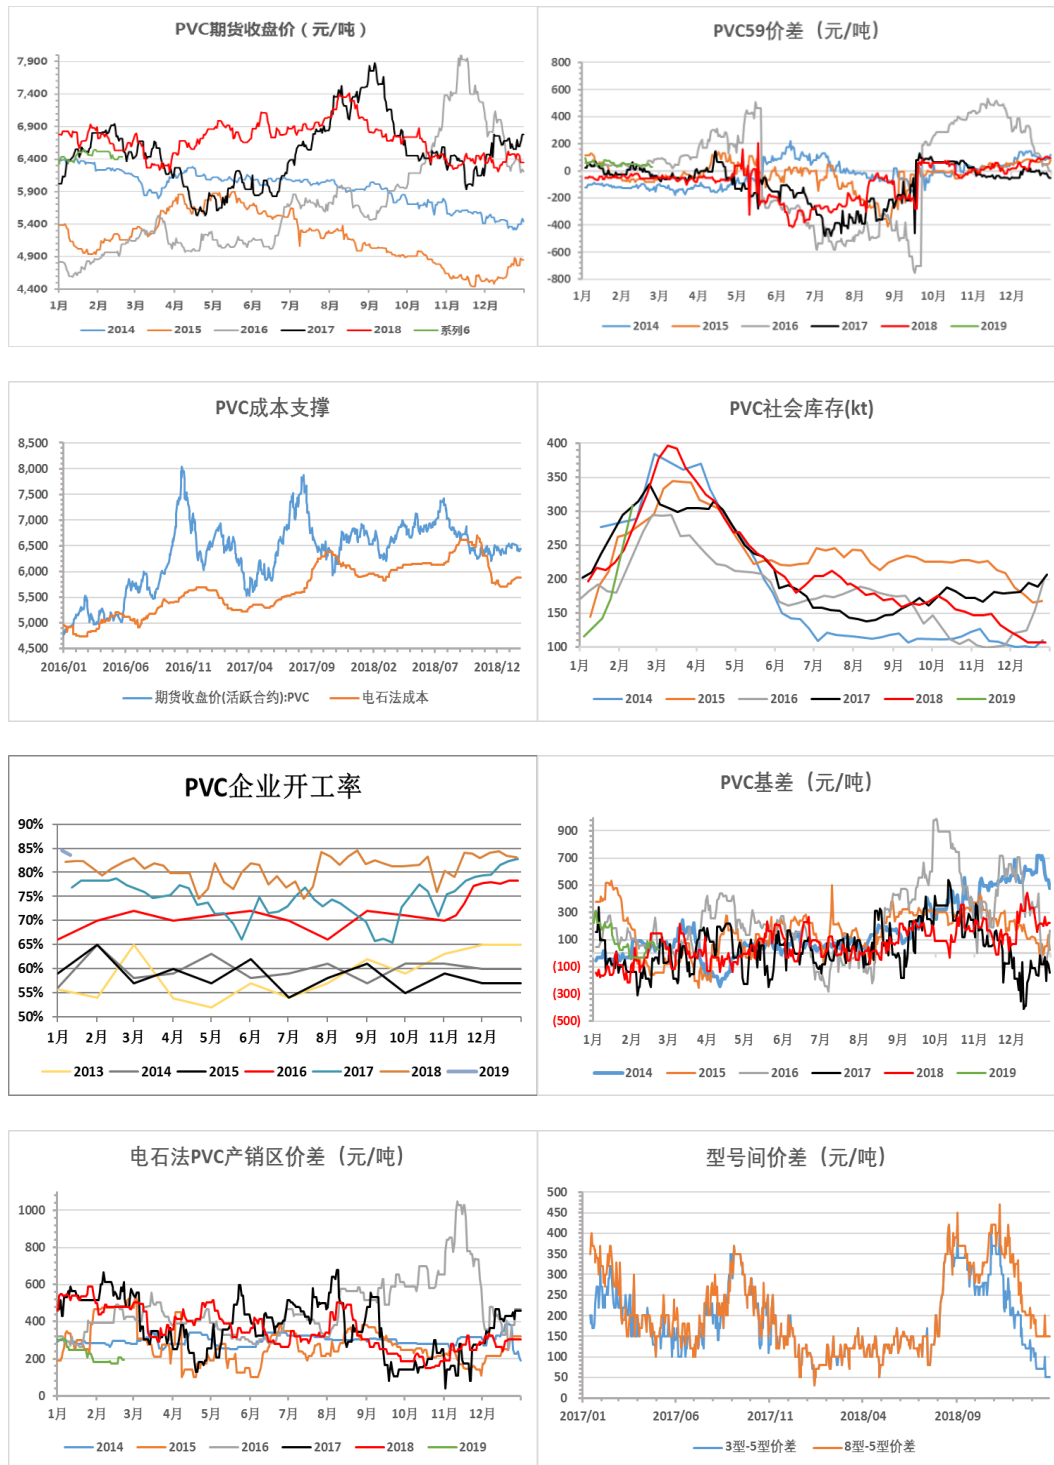 PVC期货收盘价（元/吨）
7,900
7,400
6,900
6,400
5,900
5,400
4,900
4,400
1月 2月 3月 4月 5月 6月 7月 8月 9月 10月 11月 12月
2014 2015 2016 2017 2018 系列6
PVC59价差（元/吨）
800
600
400
200
0
-200
-400
-600
-800
1月 2月 3月 4月 5月 6月 7月 8月 9月 10月 11月 12月
2014 2015 2016 2017 2018 2019
PVC成本支撑
8,500
8,000
7,500
7,000
6,500
6,000
5,500
5,000
4,500
2016/01 2016/06 2016/11 2017/04 2017/09 2018/02 2018/07 2018/12
期货收盘价(活跃合约):PVC 电石法成本
PVC社会库存(kt)
400
350
300
250
200
150
100
1月 2月 3月 4月 5月 6月 7月 8月 9月 10月 11月 12月
2014 2015 2016 2017 2018 2019
PVC企业开工率
90%
85%
80%
75%
70%
65%
60%
55%
50%
1月 2月 3月 4月 5月 6月 7月 8月 9月 10月 11月 12月
2013 2014 2015 2016 2017 2018 2019
PVC基差（元/吨）
900
700
500
300
100
(100)
(300)
(500)
1月 2月 3月 4月 5月 6月 7月 8月 9月 10月 11月 12月
2014 2015 2016 2017 2018 2019
电石法PVC产销区价差（元/吨）
1000
800
600
400
200
0
1月 2月 3月 4月 5月 6月 7月 8月 9月 10月 11月 12月
2014 2015 2016 2017 2018 2019
型号间价差（元/吨）
500
450
400
350
300
250
200
150
100
50
0
2017/01 2017/06 2017/11 2018/04 2018/09
3型-5型价差 8型-5型价差